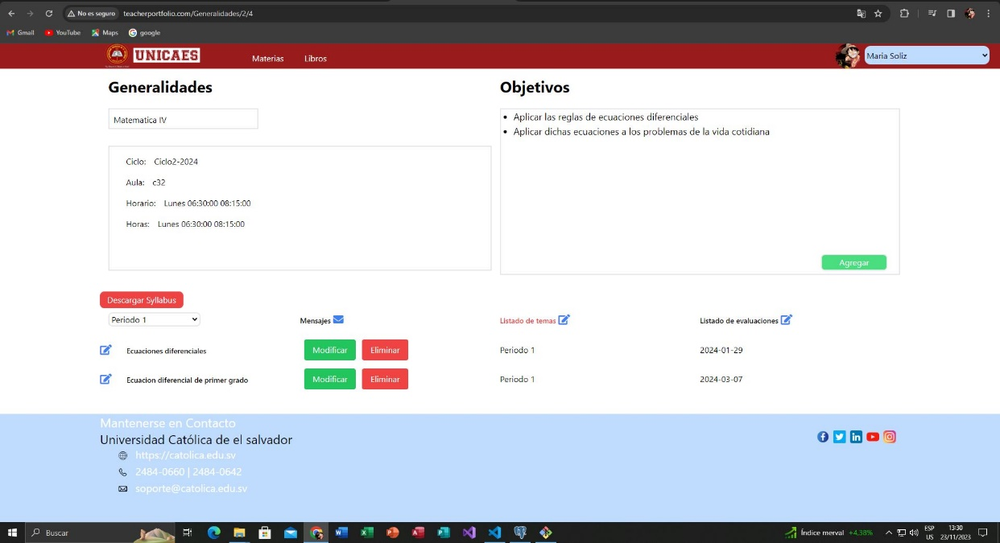 No es seguro teacherportfolio.com/Generalidades/2/4
Gmail YouTube Maps google
UNICAES Materias Libros Maria Soliz
Generalidades
Matematica IV
Ciclo: Ciclo2-2024
Aula: c32
Horario: Lunes 06:30:00 08:15:00
Horas: Lunes 06:30:00 08:15:00
Objetivos
Aplicar las reglas de ecuaciones diferenciales
Aplicar dichas ecuaciones a los problemas de la vida cotidiana
Agregar
Descargar Syllabus
Periodo 1 Mensajes Listado de temas Listado de evaluaciones
Ecuaciones diferenciales Modificar Eliminar Periodo 1 2024-01-29
Ecuacion diferencial de primer grado Modificar Eliminar Periodo 1 2024-03-07
Mantenerse en Contacto
Universidad Católica de el salvador
https://catolica.edu.sv
2484-0660 | 2484-0642
soporte@catolica.edu.sv
Buscar Índice merval +4,38% ESP US 13:30 23/11/2023